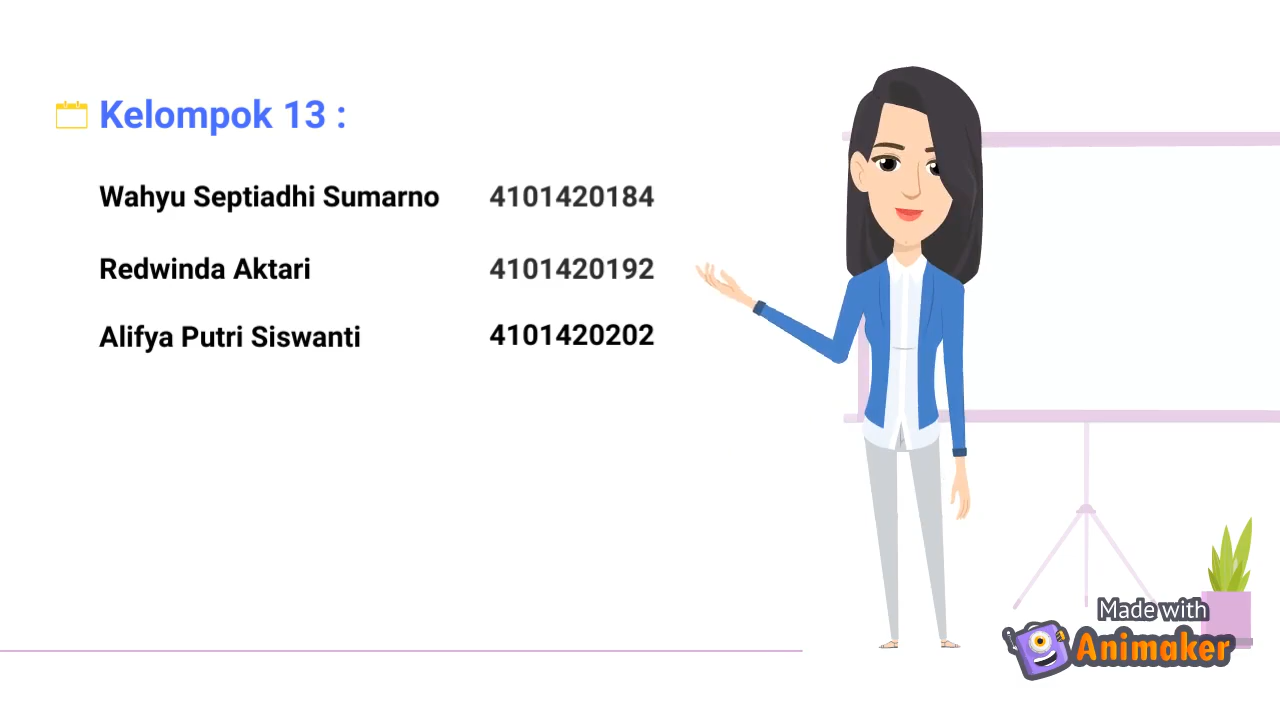 Kelompok 13 :
Wahyu Septiadhi Sumarno 4101420184
Redwinda Aktari 4101420192
Alifya Putri Siswanti 4101420202
Made with
Animaker